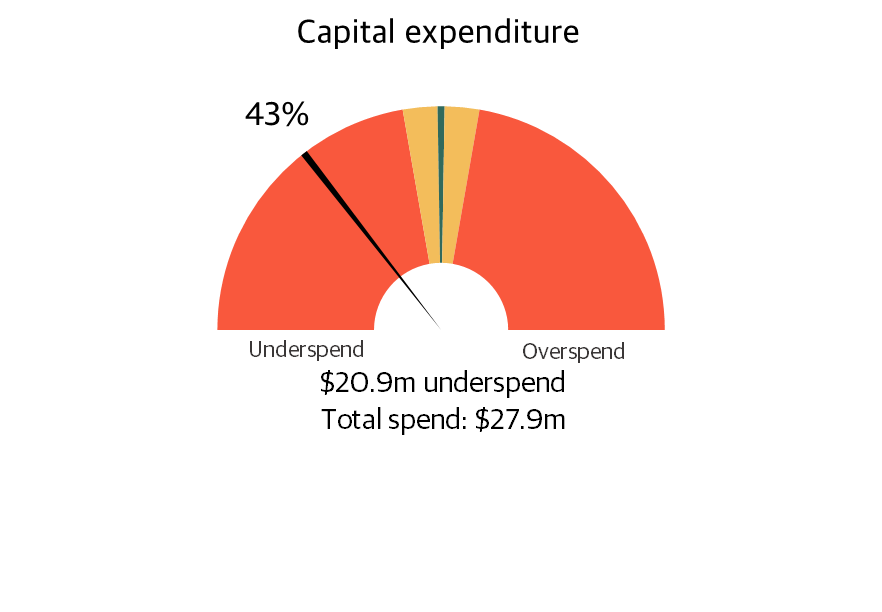 Capital expenditure
43%
Underspend
Overspend
$20.9m underspend
Total spend: $27.9m